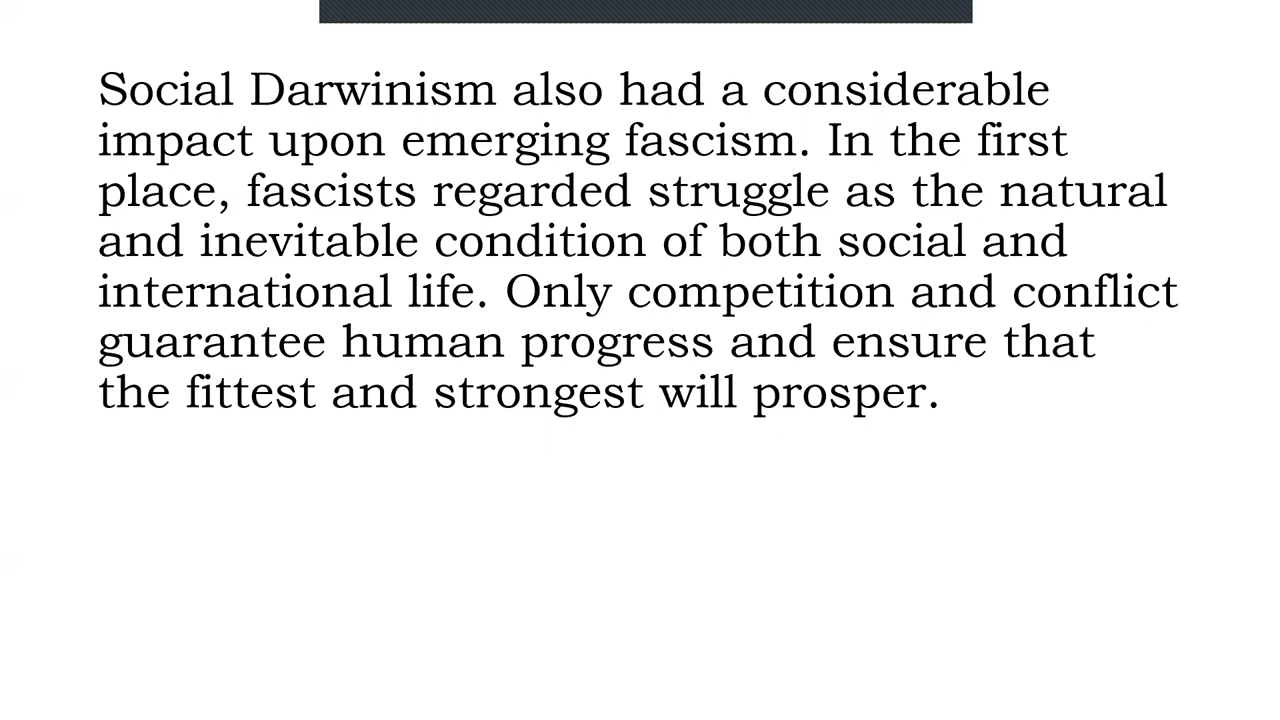 Social Darwinism also had a considerable
impact upon emerging fascism. In the first
place, fascists regarded struggle as the natural
and inevitable condition of both social and
international life. Only competition and conflict
guarantee human progress and ensure that
the fittest and strongest will prosper.